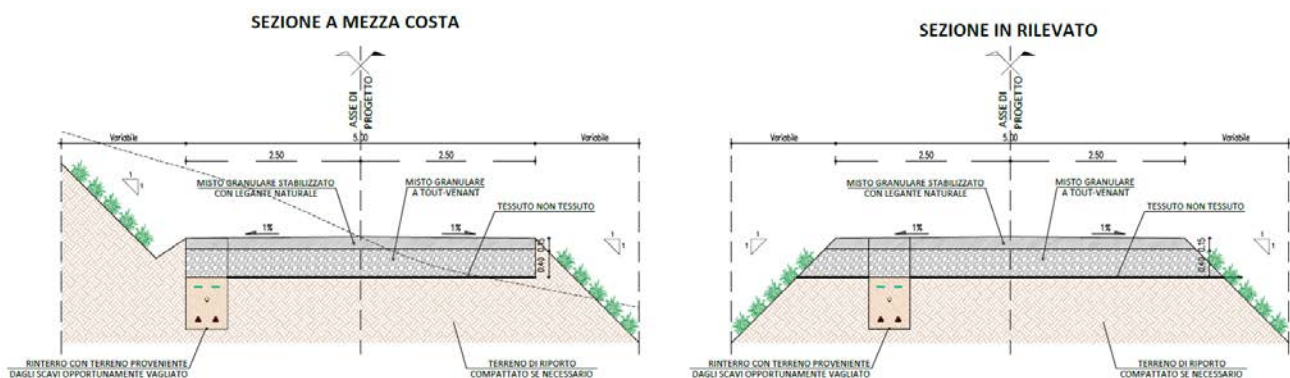 SEZIONE A MEZZA COSTA
ASSE DI
PROGETTO
Variabile
5.00
Variabile
2.50
2.50
MISTO GRANULARE STABILIZZATO
CON LEGANTE NATURALE
MISTO GRANULARE
A TOUT-VENANT
TESSUTO NON TESSUTO
1
1
1%
1%
1
1
0.15
0.40
RINTERRO CON TERRENO PROVENIENTE
DAGLI SCAVI OPPORTUNAMENTE VAGLIATO
TERRENO DI RIPORTO
COMPATTATO SE NECESSARIO
SEZIONE IN RILEVATO
ASSE DI
PROGETTO
Variabile
5.00
Variabile
2.50
2.50
MISTO GRANULARE STABILIZZATO
CON LEGANTE NATURALE
MISTO GRANULARE
A TOUT-VENANT
TESSUTO NON TESSUTO
1
1
1%
1%
1
1
0.15
0.40
RINTERRO CON TERRENO PROVENIENTE
DAGLI SCAVI OPPORTUNAMENTE VAGLIATO
TERRENO DI RIPORTO
COMPATTATO SE NECESSARIO